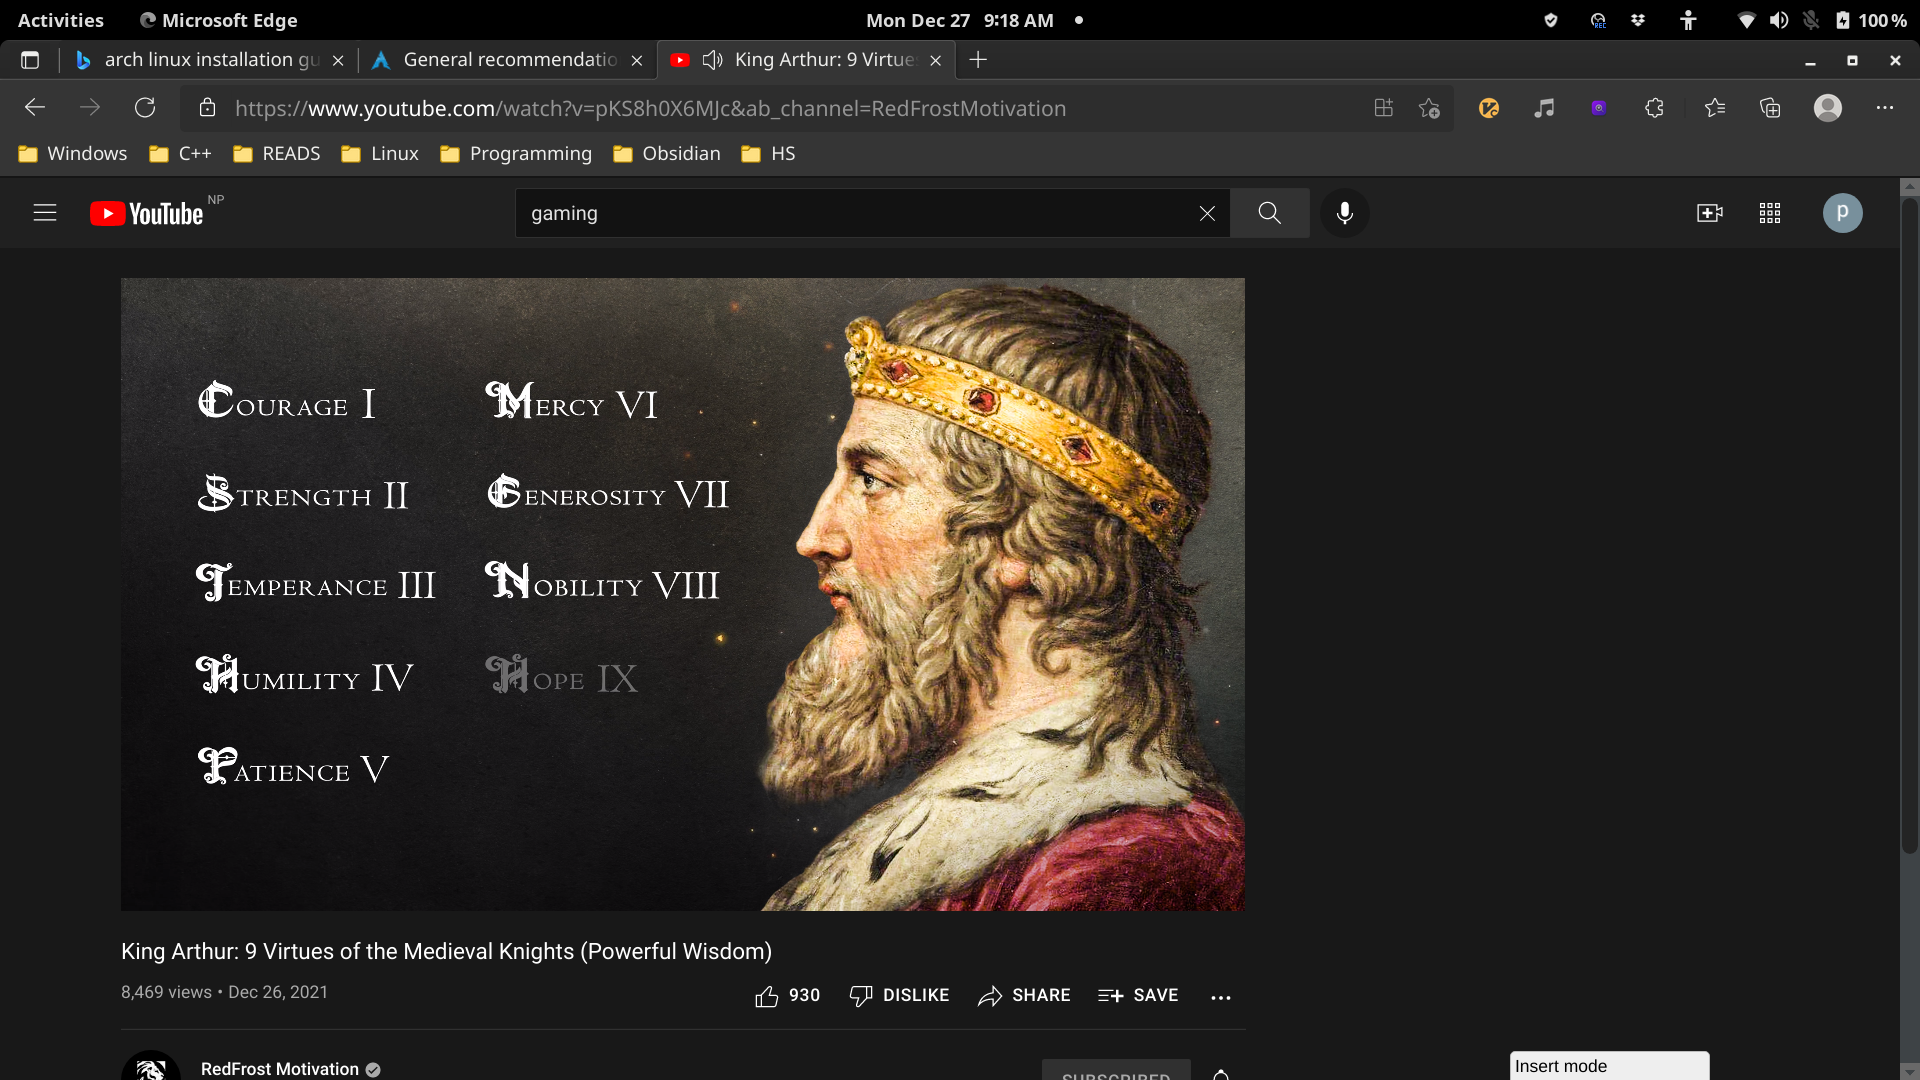 Activities Microsoft Edge Mon Dec 27 9:18 AM 100%
arch linux installation gu General recommendatio King Arthur: 9 Virtue
https://www.youtube.com/watch?v=pKS8h0X6MJc&ab_channel=RedFrostMotivation
Windows C++ READS Linux Programming Obsidian HS
YouTube NP gaming p
COURAGE I MERCY VI
STRENGTH II GENEROSITY VII
TEMPERANCE III NOBILITY VIII
HUMILITY IV HOPE IX
PATIENCE V
King Arthur: 9 Virtues of the Medieval Knights (Powerful Wisdom)
8,469 views • Dec 26, 2021 930 DISLIKE SHARE SAVE
RedFrost Motivation SUBSCRIBED
Insert mode